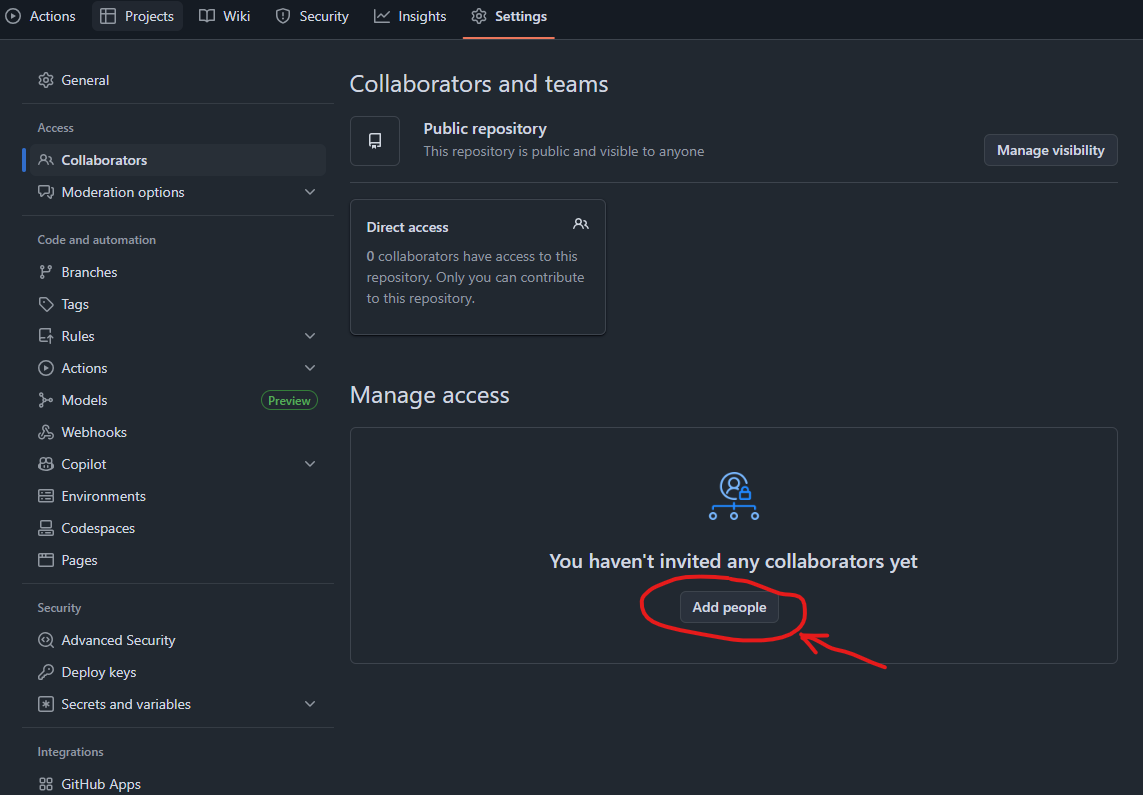 Actions Projects Wiki Security Insights Settings
General
Access
Collaborators
Moderation options
Code and automation
Branches
Tags
Rules
Actions
Models Preview
Webhooks
Copilot
Environments
Codespaces
Pages
Security
Advanced Security
Deploy keys
Secrets and variables
Integrations
GitHub Apps
Collaborators and teams
Public repository
This repository is public and visible to anyone
Manage visibility
Direct access
0 collaborators have access to this
repository. Only you can contribute
to this repository.
Manage access
You haven't invited any collaborators yet
Add people